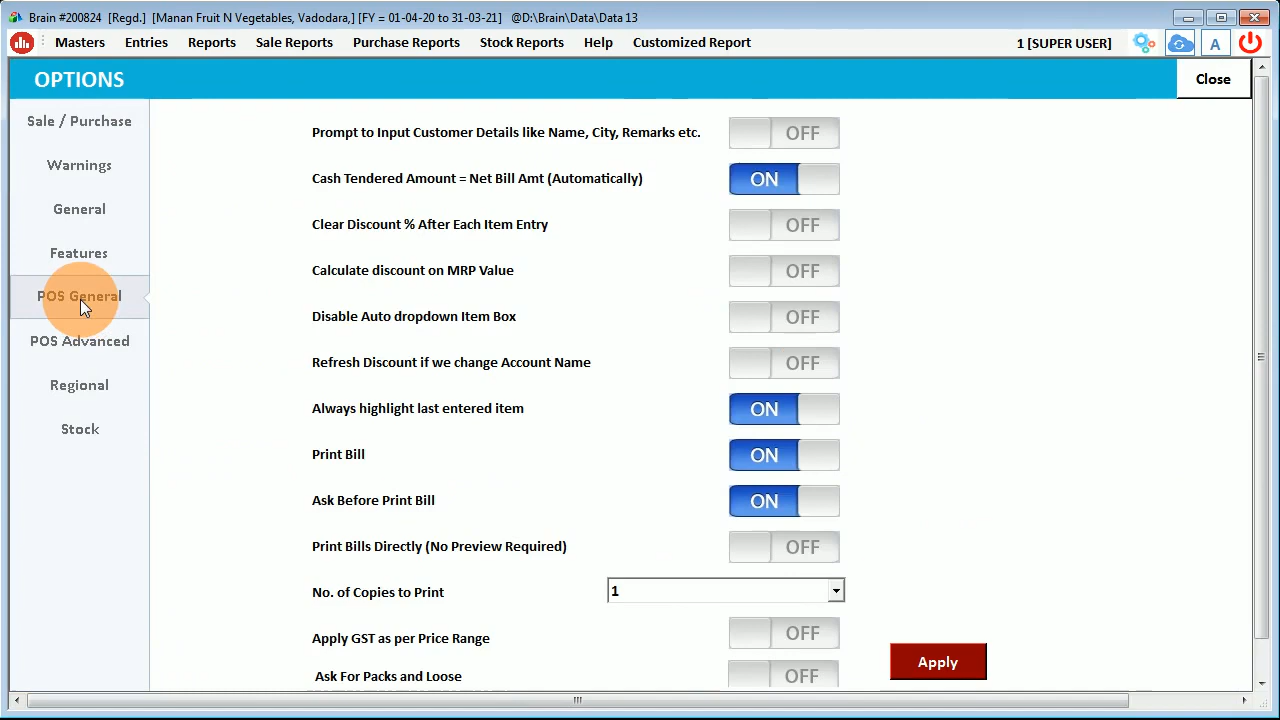 Brain #200824 [Regd.] [Manan Fruit N Vegetables, Vadodara,] [FY = 01-04-20 to 31-03-21] @D:\Brain\Data\Data 13
Masters Entries Reports Sale Reports Purchase Reports Stock Reports Help Customized Report 1 [SUPER USER] A
OPTIONS Close
Sale / Purchase
Warnings
General
Features
POS General
POS Advanced
Regional
Stock
Prompt to Input Customer Details like Name, City, Remarks etc. OFF
Cash Tendered Amount = Net Bill Amt (Automatically) ON
Clear Discount % After Each Item Entry OFF
Calculate discount on MRP Value OFF
Disable Auto dropdown Item Box OFF
Refresh Discount if we change Account Name OFF
Always highlight last entered item ON
Print Bill ON
Ask Before Print Bill ON
Print Bills Directly (No Preview Required) OFF
No. of Copies to Print 1
Apply GST as per Price Range OFF
Ask For Packs and Loose OFF
Apply